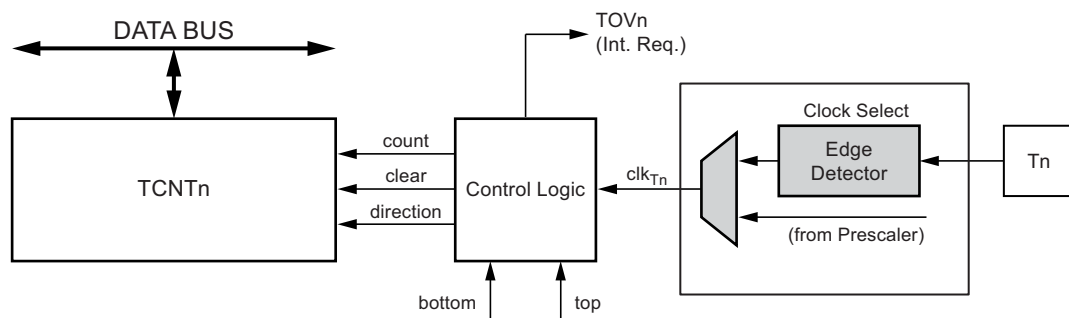 DATA BUS
TOVn
(Int. Req.)
TCNTn
count
clear
direction
Control Logic
clkTn
Clock Select
Edge
Detector
(from Prescaler)
Tn
bottom
top